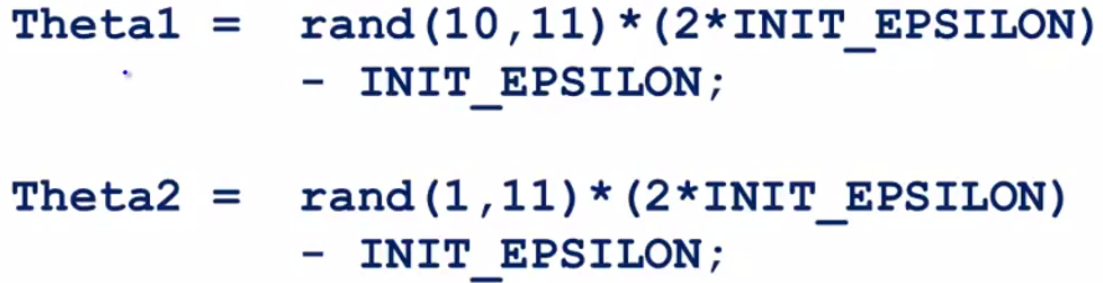 Theta1 = rand(10,11)*(2*INIT_EPSILON)
- INIT_EPSILON;
Theta2 = rand(1,11)*(2*INIT_EPSILON)
- INIT_EPSILON;